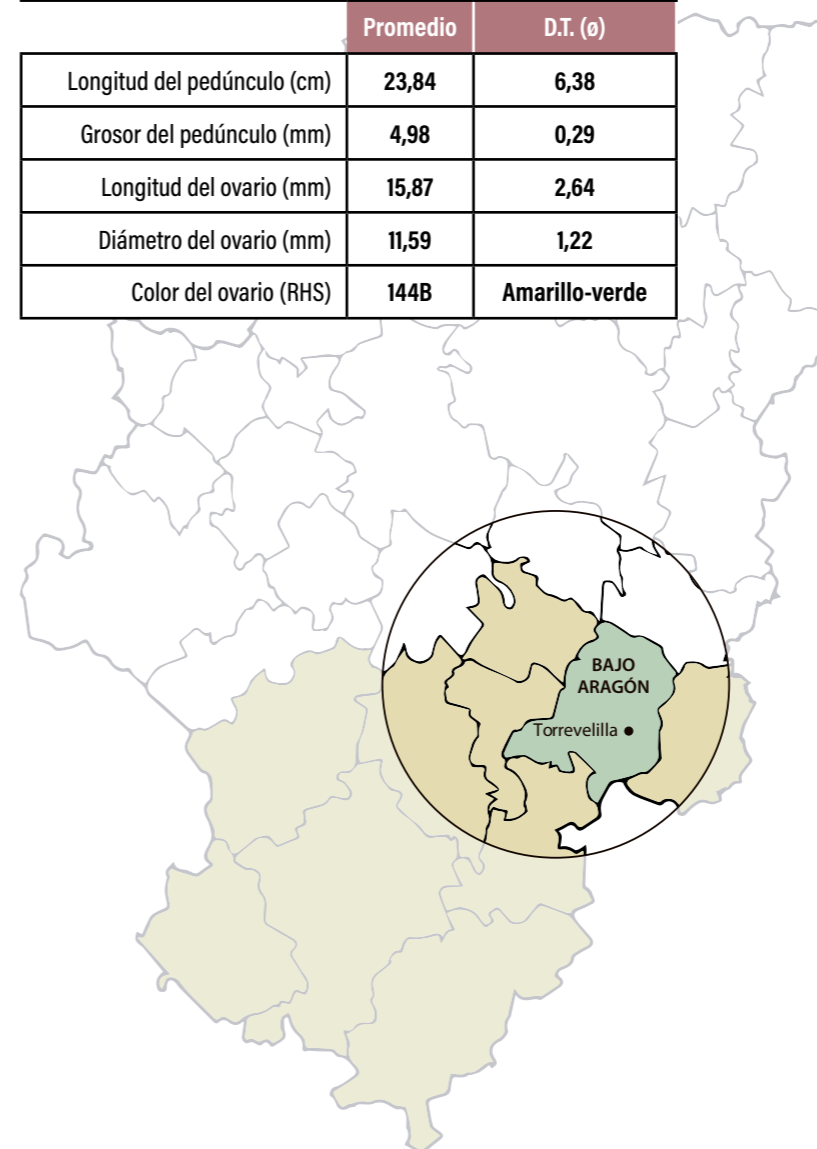 Promedio D.T. (ø)
Longitud del pedúnculo (cm) 23,84 6,38
Grosor del pedúnculo (mm) 4,98 0,29
Longitud del ovario (mm) 15,87 2,64
Diámetro del ovario (mm) 11,59 1,22
Color del ovario (RHS) 144B Amarillo-verde
BAJO
ARAGÓN
Torrevelilla